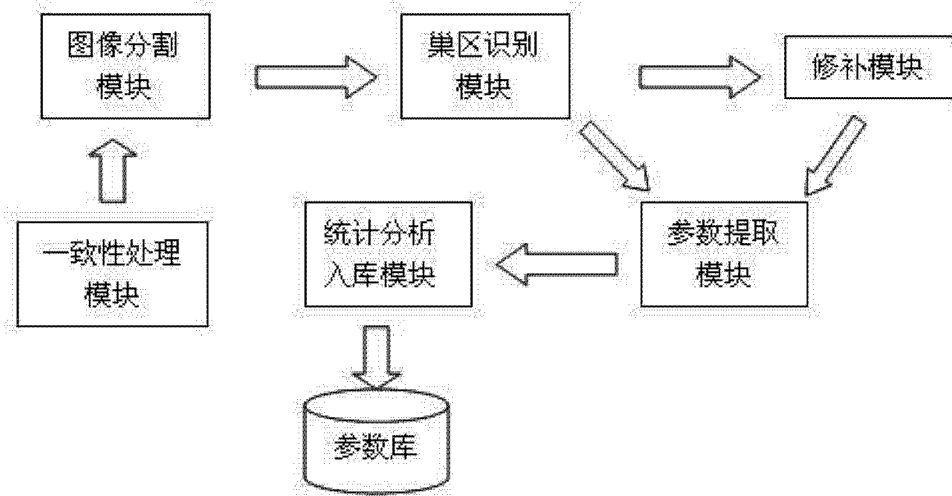 图像分割
模块
巢区识别
模块
修补模块
一致性处理
模块
统计分析
入库模块
参数提取
模块
参数库